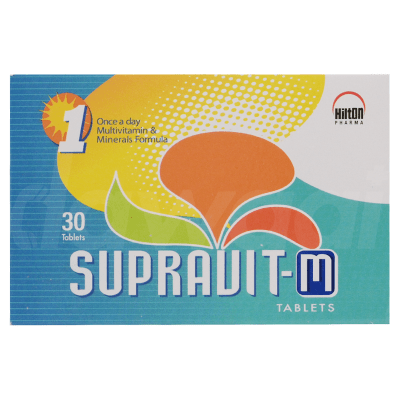 1
Once a day
Multivitamin &
Minerals Formula
HILTON
PHARMA
30
Tablets
SUPRAVIT-M
TABLETS